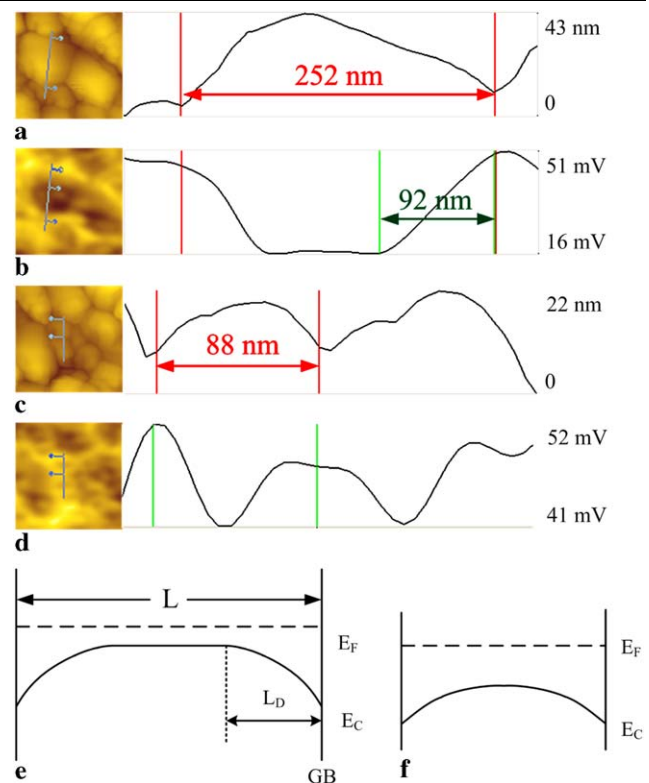 43 nm
252 nm
0
a
51 mV
92 nm
16 mV
b
22 nm
88 nm
0
c
52 mV
41 mV
d
L
E_F
L_D
E_C
e
GB
E_F
E_C
f